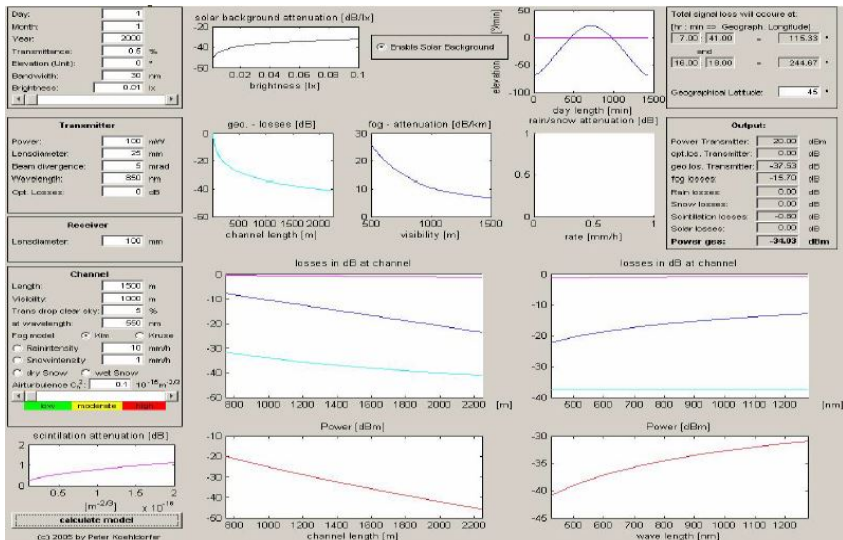 Day: 1
Month: 1
Year: 2000
Transmittance: 0.5 %
Elevation (Unit): 0 °
Bandwidth: 30 nm
Brightness: 0.01 lx
solar background attenuation [dB/lx]
0
-20
-40
-60
0.02 0.04 0.06 0.08 0.1
brightness [lx]
Enable Solar Background
elevation [°/min]
50
0
-50
-100
0 500 1000 1500
day length [min]
Total signal loss will occure at:
[hr : min == Geograph. Longitude]
7.00 41.00 = 115.33 °
and
16.00 19.00 = 244.67 °
Geographical Latitude: 45 °
Transmitter
Power: 100 mW
Lensdiameter: 25 mm
Beam divergence: 5 mrad
Wavelength: 850 nm
Opt. Losses: 0 dB
Receiver
Lensdiameter: 100 mm
geo. - losses [dB]
0
-20
-40
-60
500 1000 1500 2000
channel length [m]
fog - attenuation [dB/km]
30
20
10
0
500 1000 1500
visibility [m]
rain/snow attenuation [dB]
1
0
0 0.5 1
rate [mm/h]
Output:
Power Transmitter: 20.00 dBm
opt.los. Transmitter: 0.00 dB
geo.los. Transmitter: -37.53 dB
fog losses: -15.70 dB
Rain losses: 0.00 dB
Snow losses: 0.00 dB
Scintillation losses: -0.80 dB
Solar losses: 0.00 dB
Power ges: -34.03 dBm
Channel
Length: 1500 m
Visibility: 1000 m
Trans drop clear sky: 5 %
at wavelength: 550 nm
Fog model Kim Kruse
Rainintensity 10 mm/h
Snowintensity 1 mm/h
dry Snow wet Snow
Airturbulence Cn²: 0.1 10^-16 m^-2/3
low moderate high
losses in dB at channel
0
-10
-20
-30
-40
-50
800 1000 1200 1400 1600 1800 2000 2200 [m]
losses in dB at channel
0
-10
-20
-30
-40
500 600 700 800 900 1000 1100 1200 [nm]
scintilation attenuation [dB]
2
1
0
0.5 1 1.5 2
[m^-2/3] x 10^-16
calculate model
(c) 2005 by Peter Koehldorfer
Power [dBm]
-10
-20
-30
-40
-50
800 1000 1200 1400 1600 1800 2000 2200
channel length [m]
Power [dBm]
-30
-35
-40
-45
500 600 700 800 900 1000 1100 1200
wave length [nm]